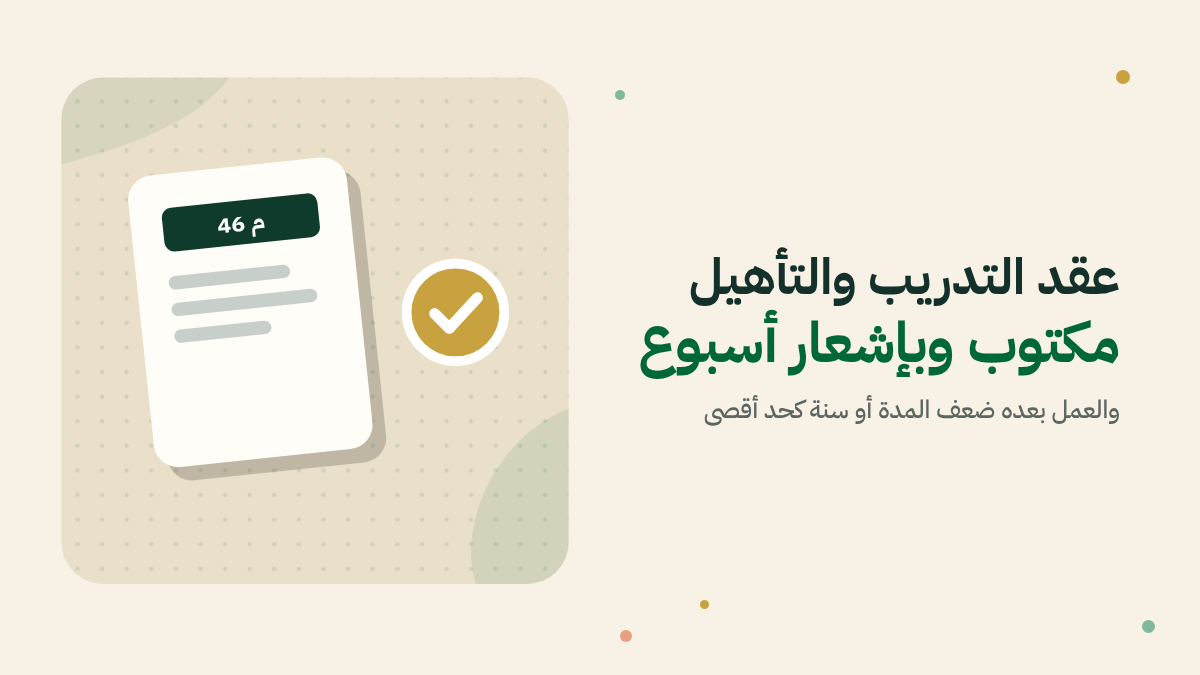 عقد التدريب والتأهيل
مكتوب وبإشعار أسبوع
والعمل بعده ضعف المدة أو سنة كحد أقصى
م 46